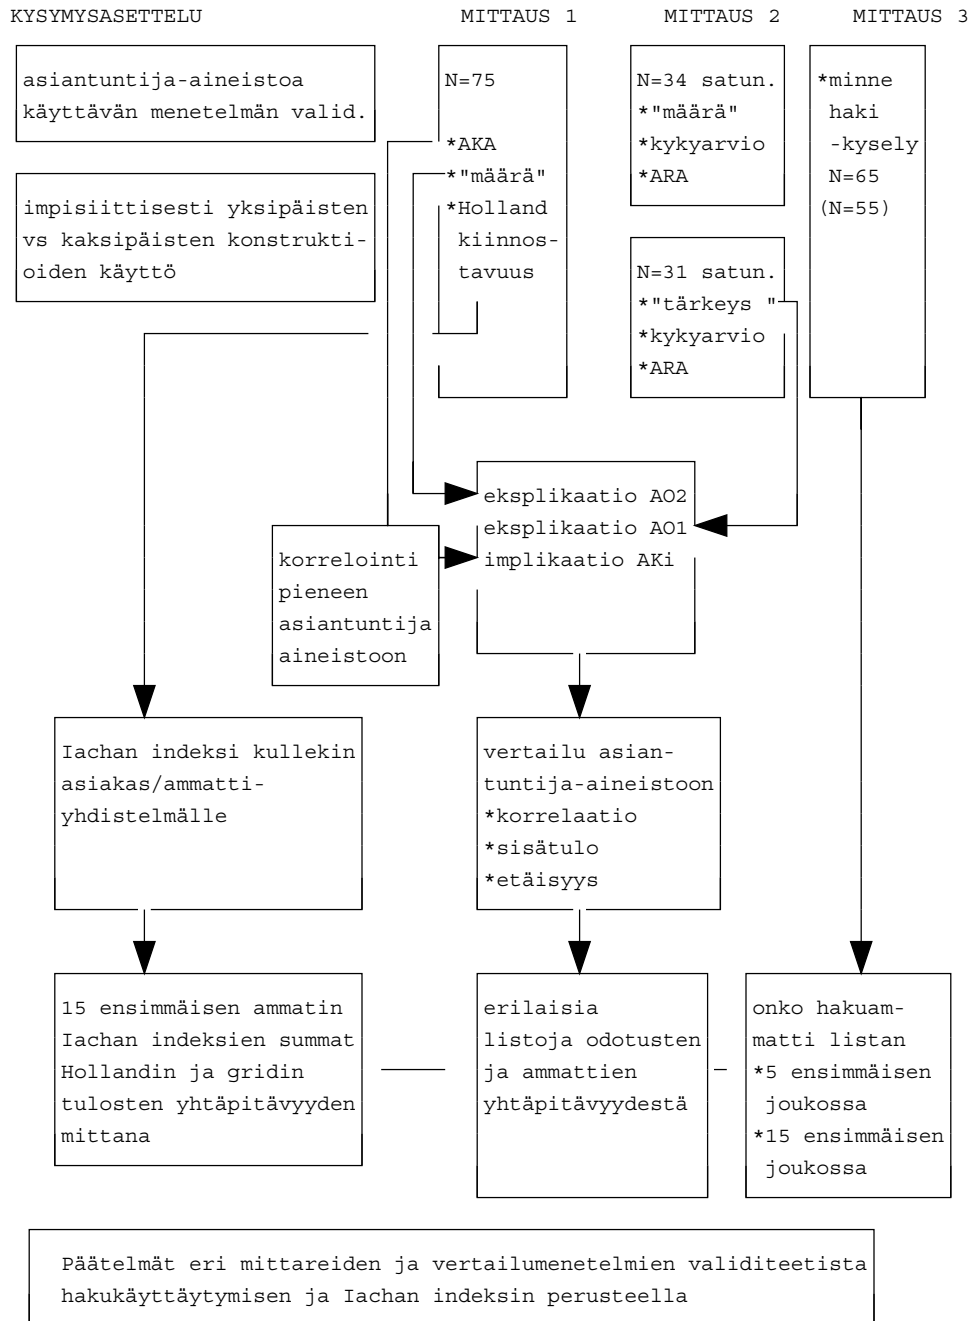 KYSYMYSASETTELU
MITTAUS 1
MITTAUS 2
MITTAUS 3
asiantuntija-aineistoa
käyttävän menetelmän valid.
impisiittisesti yksipäisten
vs kaksipäisten konstrukti-
oiden käyttö
N=75
*AKA
*"määrä"
*Holland
kiinnos-
tavuus
N=34 satun.
*"määrä"
*kykyarvio
*ARA
N=31 satun.
*"tärkeys "
*kykyarvio
*ARA
*minne
haki
-kysely
N=65
(N=55)
eksplikaatio AO2
eksplikaatio AO1
implikaatio AKi
korrelointi
pieneen
asiantuntija
aineistoon
Iachan indeksi kullekin
asiakas/ammatti-
yhdistelmälle
vertailu asian-
tuntija-aineistoon
*korrelaatio
*sisätulo
*etäisyys
15 ensimmäisen ammatin
Iachan indeksien summat
Hollandin ja gridin
tulosten yhtäpitävyyden
mittana
erilaisia
listoja odotusten
ja ammattien
yhtäpitävyydestä
onko hakuam-
matti listan
*5 ensimmäisen
joukossa
*15 ensimmäisen
joukossa
Päätelmät eri mittareiden ja vertailumenetelmien validiteetista
hakukäyttäytymisen ja Iachan indeksin perusteella